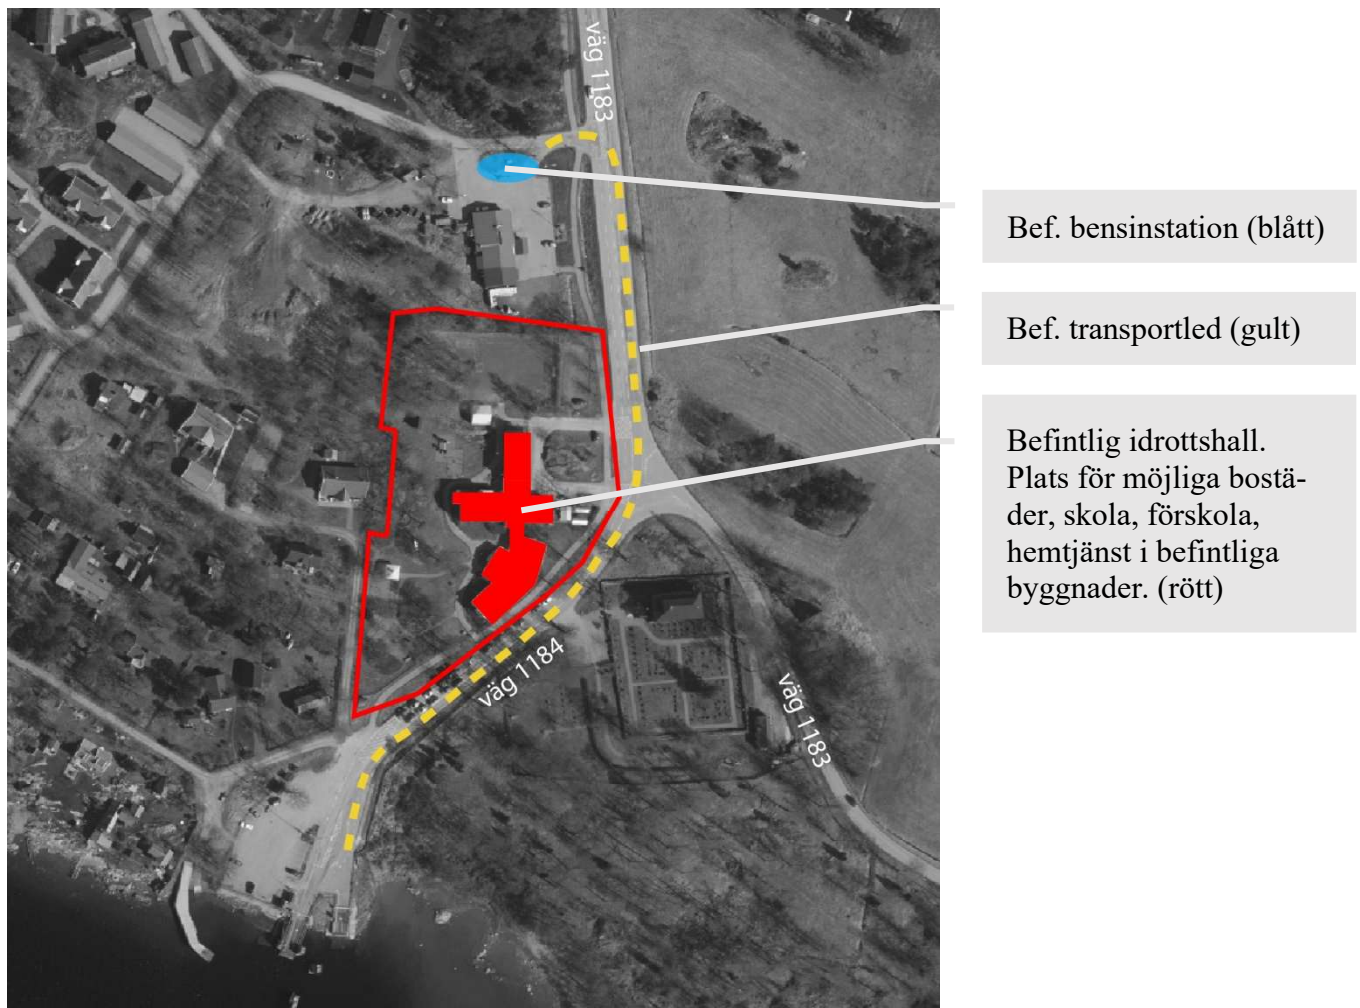 väg 1183
Bef. bensinstation (blått)
Bef. transportled (gult)
Befintlig idrottshall.
Plats för möjliga bostä-
der, skola, förskola,
hemtjänst i befintliga
byggnader. (rött)
väg 1184
väg 1183